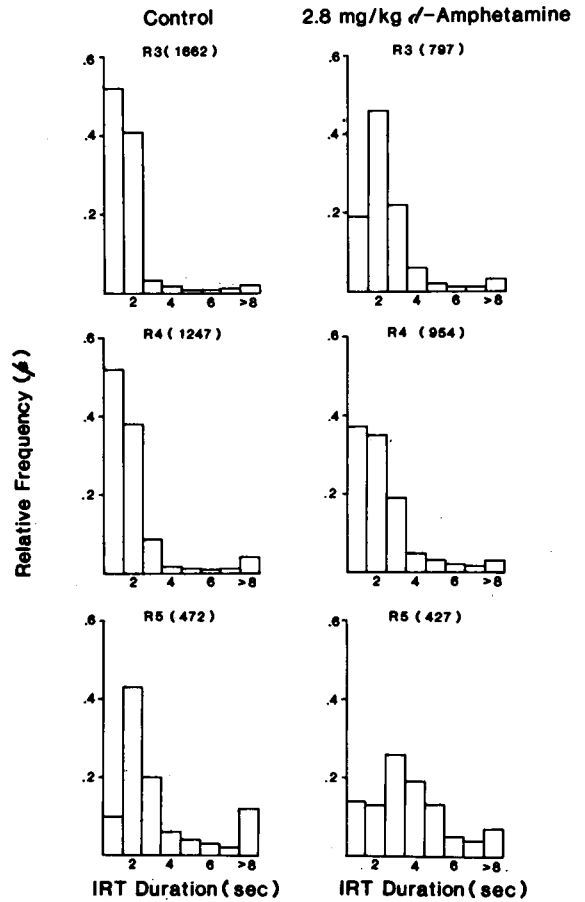 Control
2.8 mg/kg d-Amphetamine
R3(1662)
R3(797)
.6
.4
.2
2 4 6 >8
.6
.4
.2
2 4 6 >8
R4(1247)
R4 (954)
.6
.4
.2
2 4 6 >8
.6
.4
.2
2 4 6 >8
Relative Frequency (p)
R5(472)
R5(427)
.6
.4
.2
2 4 6 >8
.6
.4
.2
2 4 6 >8
IRT Duration(sec)
IRT Duration(sec)